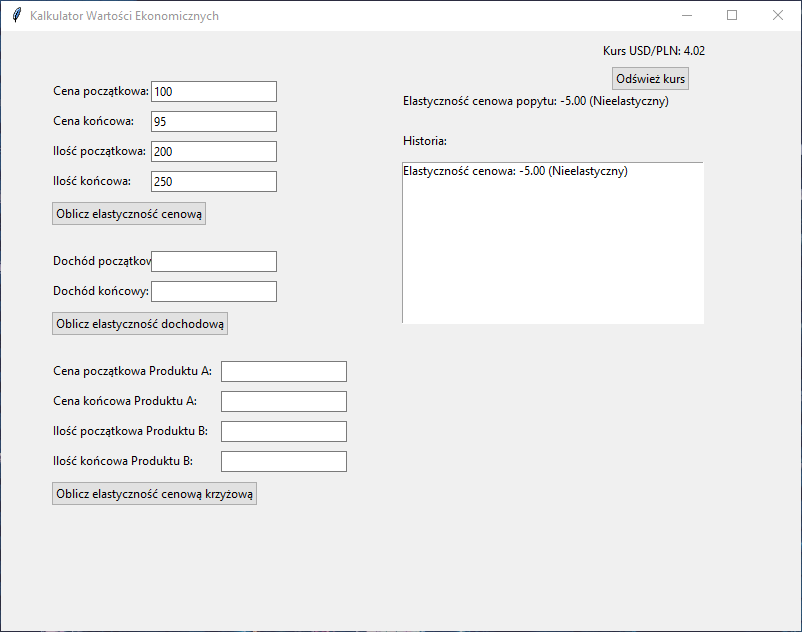 Kalkulator Wartości Ekonomicznych
Kurs USD/PLN: 4.02
Odśwież kurs
Cena początkowa: 100
Cena końcowa: 95
Ilość początkowa: 200
Ilość końcowa: 250
Oblicz elastyczność cenową
Dochód początkow
Dochód końcowy:
Oblicz elastyczność dochodową
Cena początkowa Produktu A:
Cena końcowa Produktu A:
Ilość początkowa Produktu B:
Ilość końcowa Produktu B:
Oblicz elastyczność cenową krzyżową
Elastyczność cenowa popytu: -5.00 (Nieelastyczny)
Historia:
Elastyczność cenowa: -5.00 (Nieelastyczny)